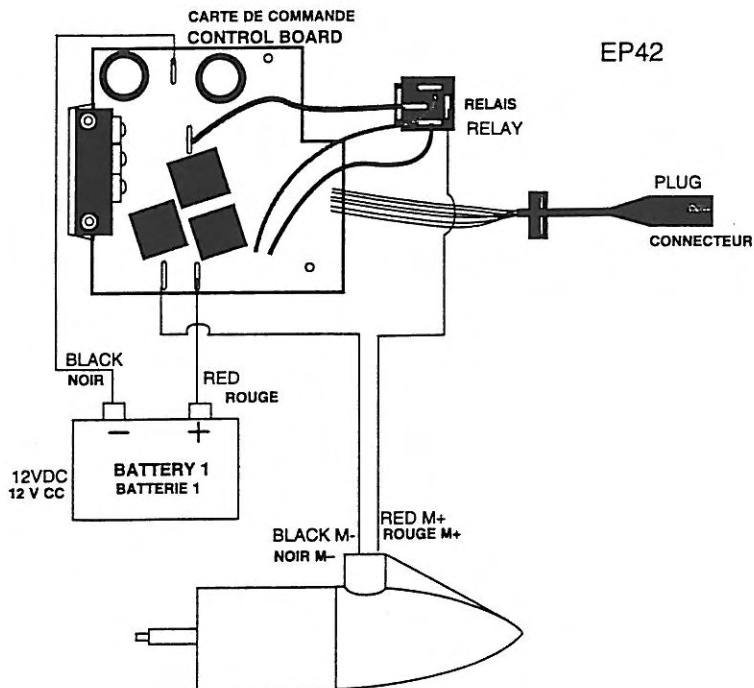 CARTE DE COMMANDE
CONTROL BOARD
EP42
RELAIS
RELAY
PLUG
CONNECTEUR
BLACK
NOIR
RED
ROUGE
— +
12VDC
12 V CC
BATTERY 1
BATTERIE 1
BLACK M-
NOIR M–
RED M+
ROUGE M+